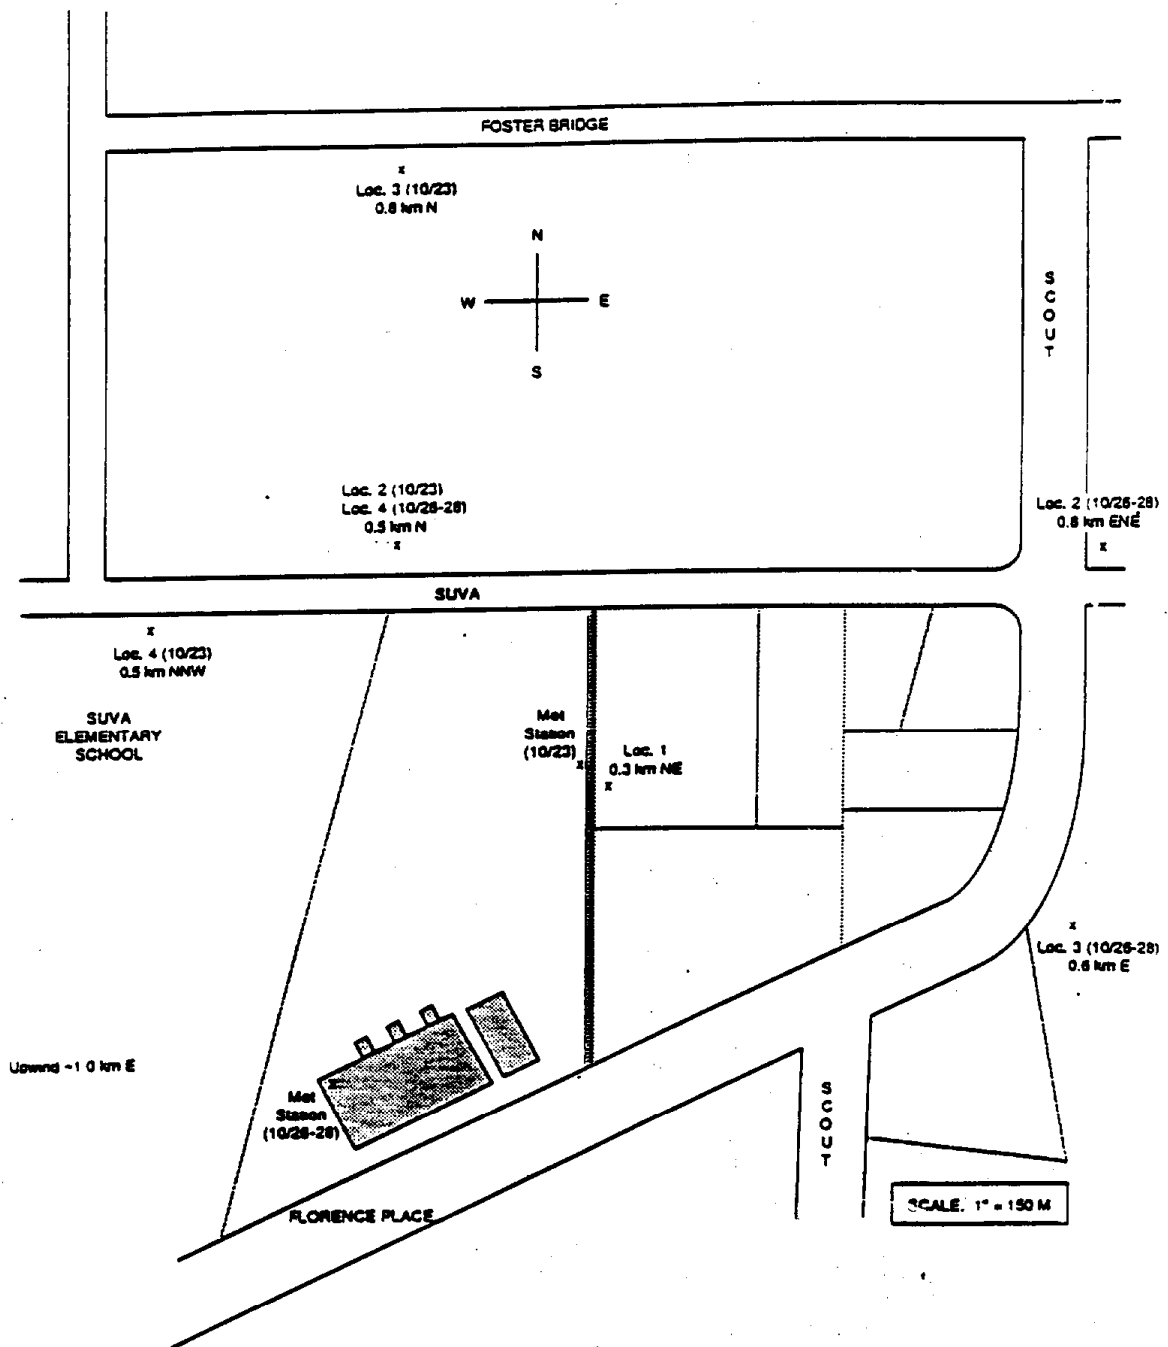 FOSTER BRIDGE
Loc. 3 (10/23)
0.8 km N
N
W E
S
SCOUT
Loc. 2 (10/23)
Loc. 4 (10/26-28)
0.5 km N
Loc. 2 (10/26-28)
0.8 km ENE
SUVA
Loc. 4 (10/23)
0.5 km NNW
SUVA
ELEMENTARY
SCHOOL
Met
Station
(10/23)
Loc. 1
0.3 km NE
Loc. 3 (10/26-28)
0.6 km E
Upwind ~1.0 km E
Met
Station
(10/26-28)
SCOUT
SCALE. 1" = 150 M
FLORENCE PLACE